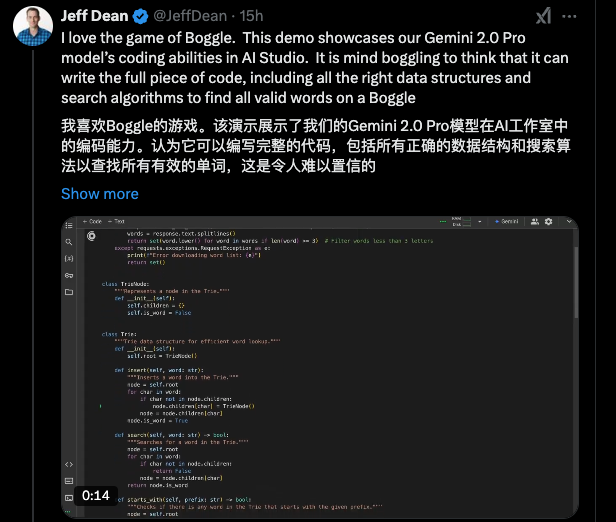 Jeff Dean @JeffDean · 15h
I love the game of Boggle. This demo showcases our Gemini 2.0 Pro
model's coding abilities in AI Studio. It is mind boggling to think that it can
write the full piece of code, including all the right data structures and
search algorithms to find all valid words on a Boggle
我喜欢Boggle的游戏。该演示展示了我们的Gemini 2.0 Pro模型在AI工作室中
的编码能力。认为它可以编写完整的代码，包括所有正确的数据结构和搜索算
法以查找所有有效的单词，这是令人难以置信的
Show more
+ Code + Text
RAM
Disk
Gemini
words = response.text.splitlines()
return set(word.lower() for word in words if len(word) >= 3) # Filter words less than 3 letters
except requests.exceptions.RequestException as e:
print(f"Error downloading word list: {e}")
return set()
class TrieNode:
"""Represents a node in the Trie."""
def __init__(self):
self.children = {}
self.is_word = False
class Trie:
"""Trie data structure for efficient word lookup."""
def __init__(self):
self.root = TrieNode()
def insert(self, word: str):
"""Inserts a word into the Trie."""
node = self.root
for char in word:
if char not in node.children:
node.children[char] = TrieNode()
node = node.children[char]
node.is_word = True
def search(self, word: str) -> bool:
"""Searches for a word in the Trie."""
node = self.root
for char in word:
if char not in node.children:
return False
node = node.children[char]
return node.is_word
0:14
ef starts_with(self, prefix: str) -> bool:
"""Checks if there is any word in the Trie that starts with the given prefix."""
node = self.root